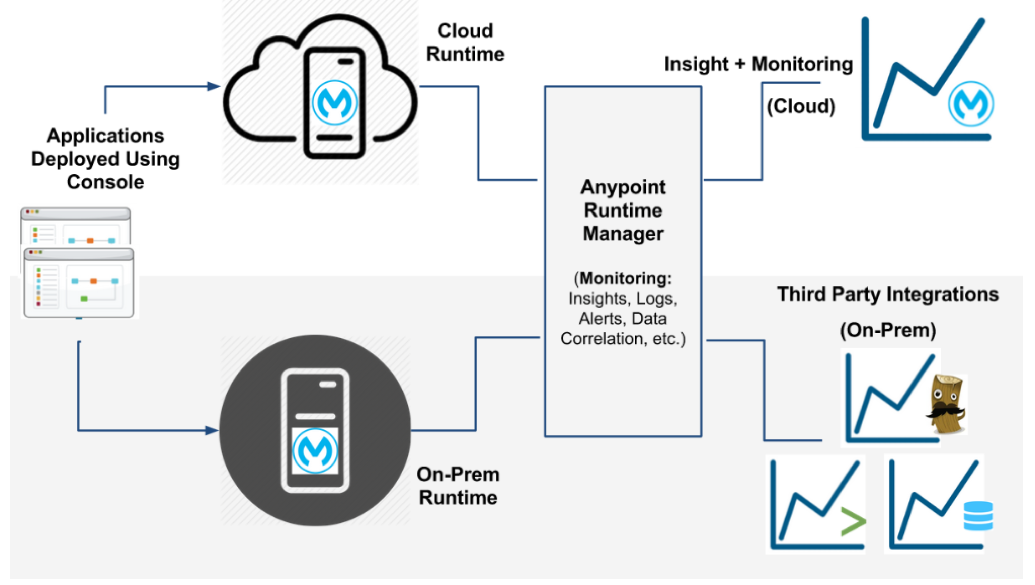 Cloud
Runtime
Applications
Deployed Using
Console
Insight + Monitoring
(Cloud)
Anypoint
Runtime
Manager
(Monitoring:
Insights, Logs,
Alerts, Data
Correlation, etc.)
Third Party Integrations
(On-Prem)
On-Prem
Runtime